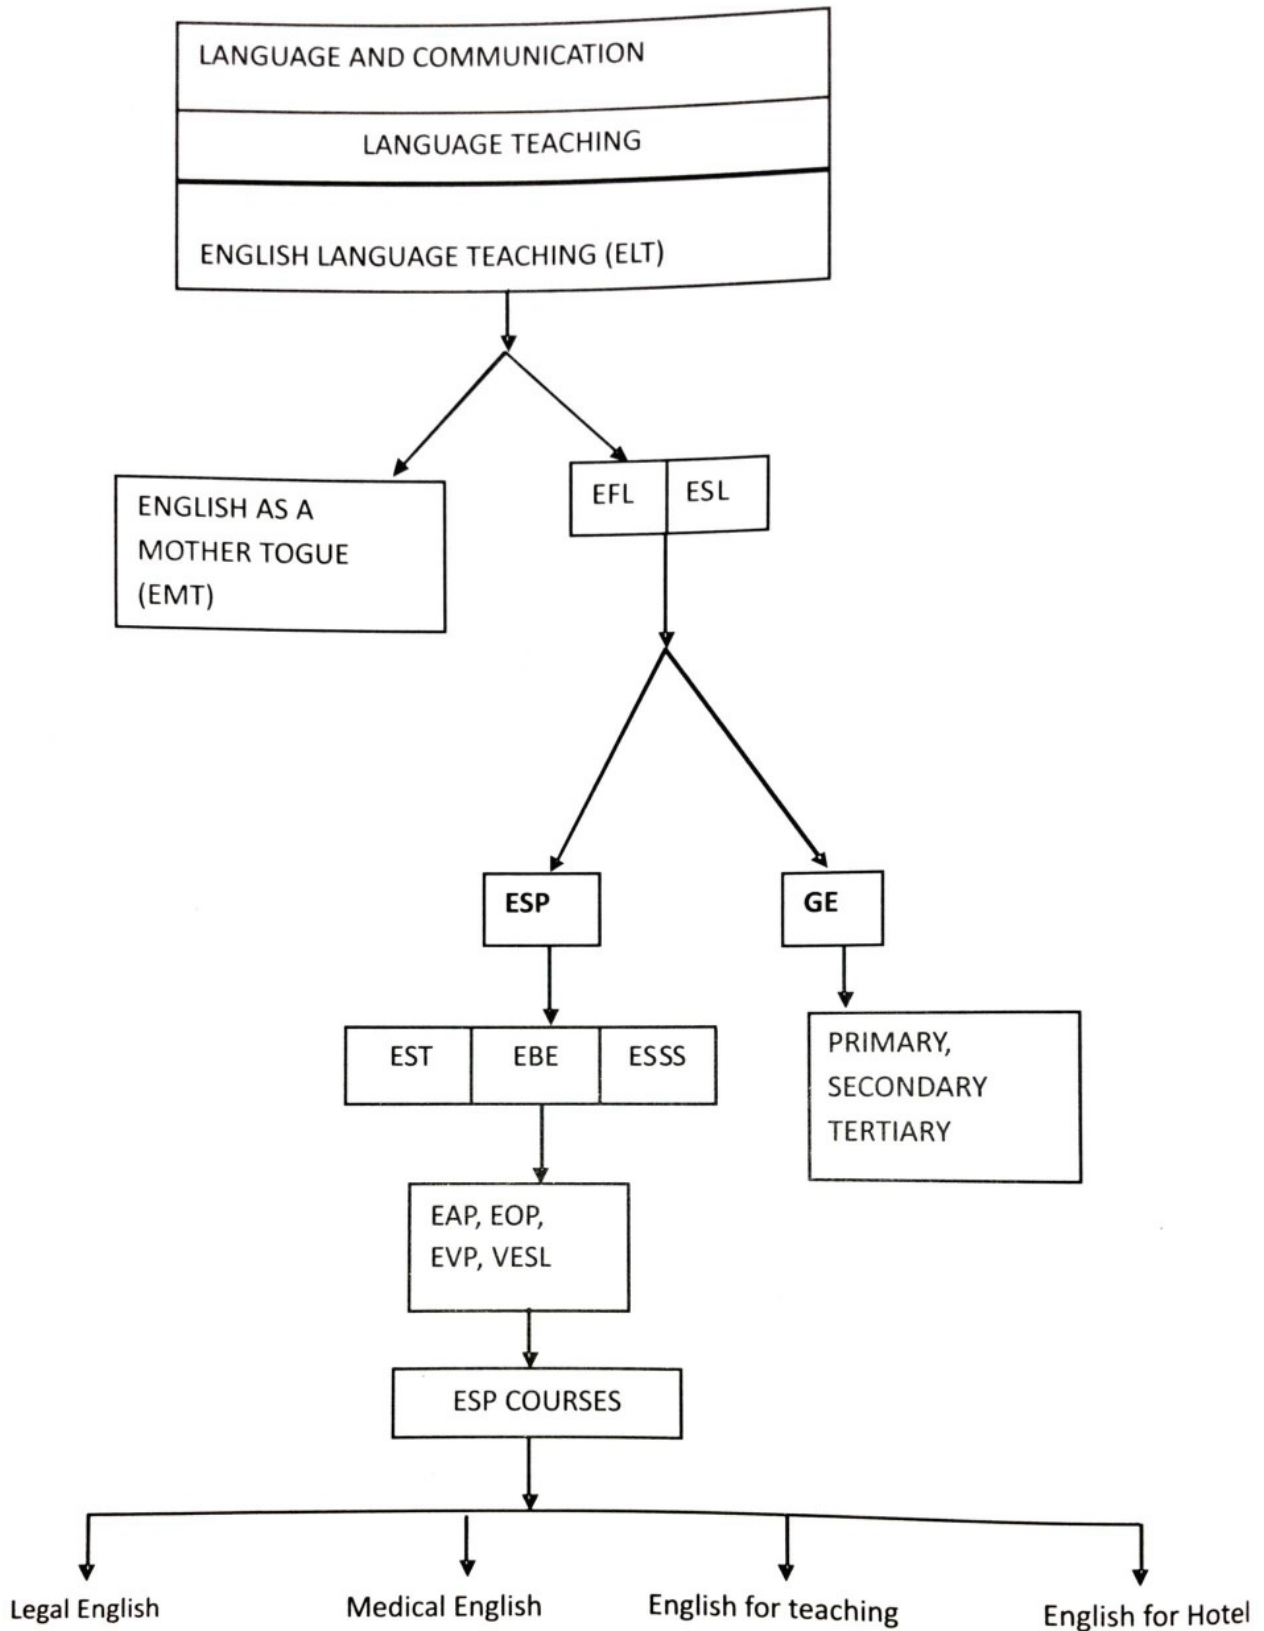 LANGUAGE AND COMMUNICATION
LANGUAGE TEACHING
ENGLISH LANGUAGE TEACHING (ELT)
ENGLISH AS A
MOTHER TOGUE
(EMT)
EFL
ESL
ESP
GE
EST
EBE
ESSS
PRIMARY,
SECONDARY
TERTIARY
EAP, EOP,
EVP, VESL
ESP COURSES
Legal English
Medical English
English for teaching
English for Hotel